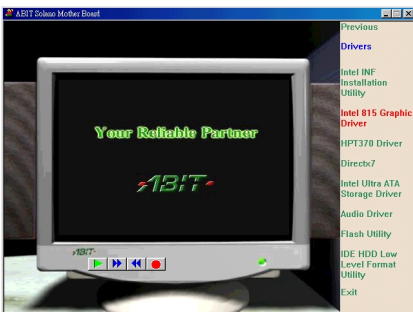 ABIT Soleno Mother Board
Previous
Drivers
Intel INF
Installation
Utility
Intel 815 Graphic
Driver
HPT370 Driver
Directx7
Intel Ultra ATA
Storage Driver
Audio Driver
Flash Utility
IDE HDD Low
Level Format
Utility
Exit
Your Reliable Partner
ABIT
ABIT